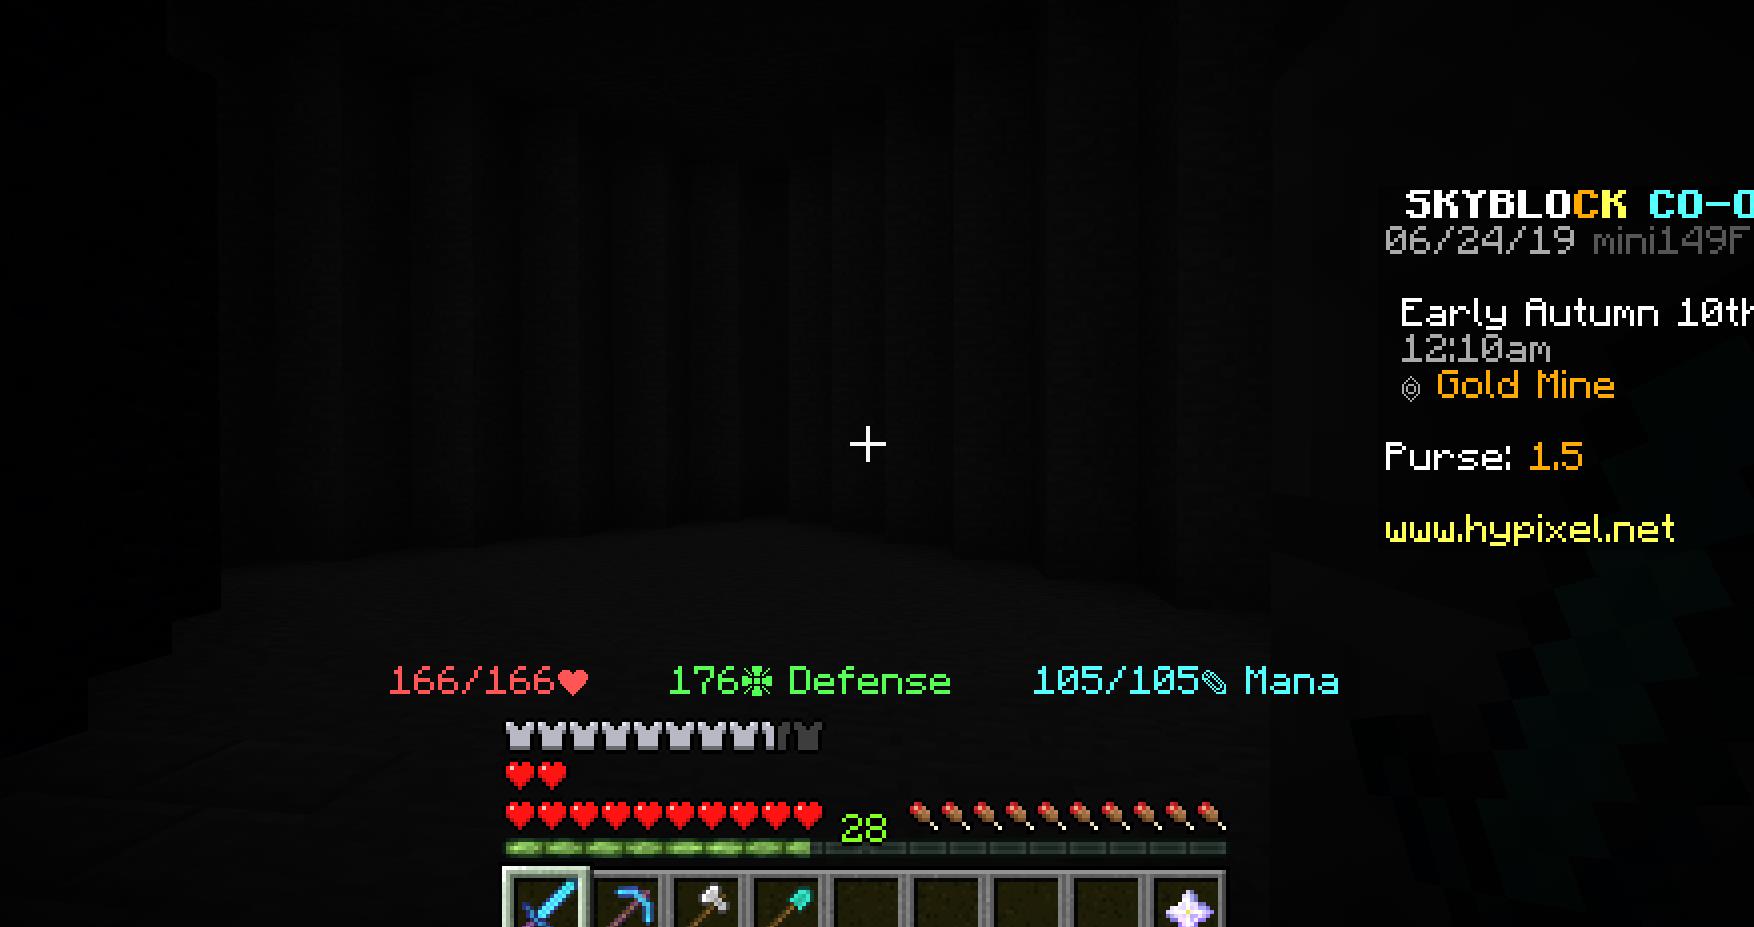 SKYBLOCK CO-O
06/24/19 mini149F
Early Autumn 10th
12:10am
Gold Mine
Purse: 1.5
www.hypixel.net
166/166❤ 176 Defense 105/105✎ Mana
28